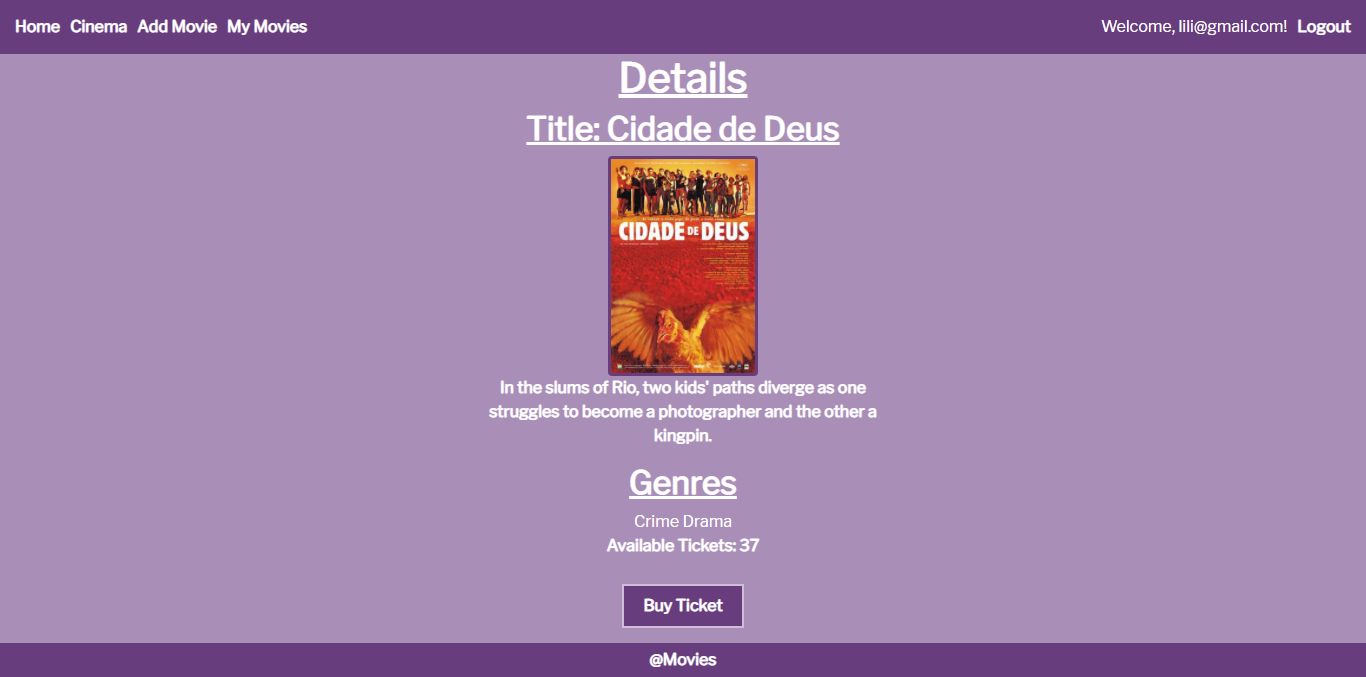 Home Cinema Add Movie My Movies
Welcome, lili@gmail.com! Logout
Details
Title: Cidade de Deus
CIDADE DE DEUS
In the slums of Rio, two kids' paths diverge as one
struggles to become a photographer and the other a
kingpin.
Genres
Crime Drama
Available Tickets: 37
Buy Ticket
@Movies